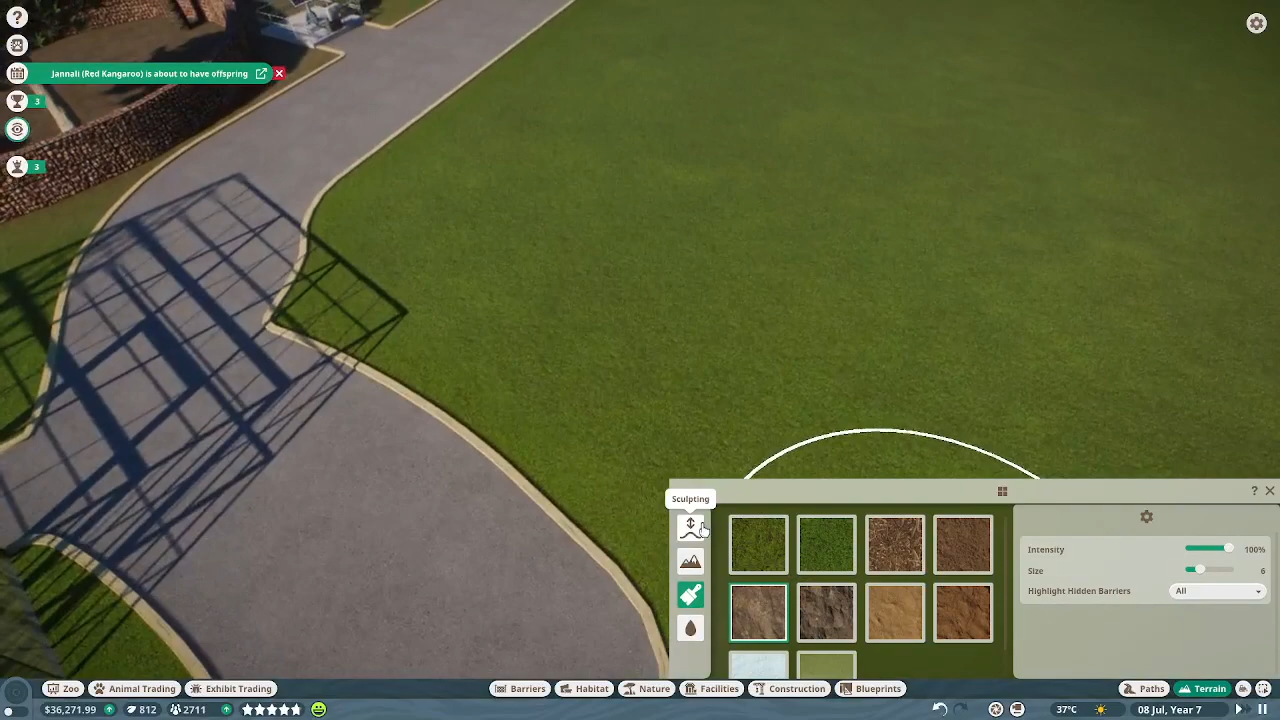 Jannali (Red Kangaroo) is about to have offspring
3
3
Sculpting
?
Intensity 100%
Size 6
Highlight Hidden Barriers All
Zoo Animal Trading Exhibit Trading Barriers Habitat Nature Facilities Construction Blueprints Paths Terrain
$36,271.99 812 2711 37°C 08 Jul, Year 7